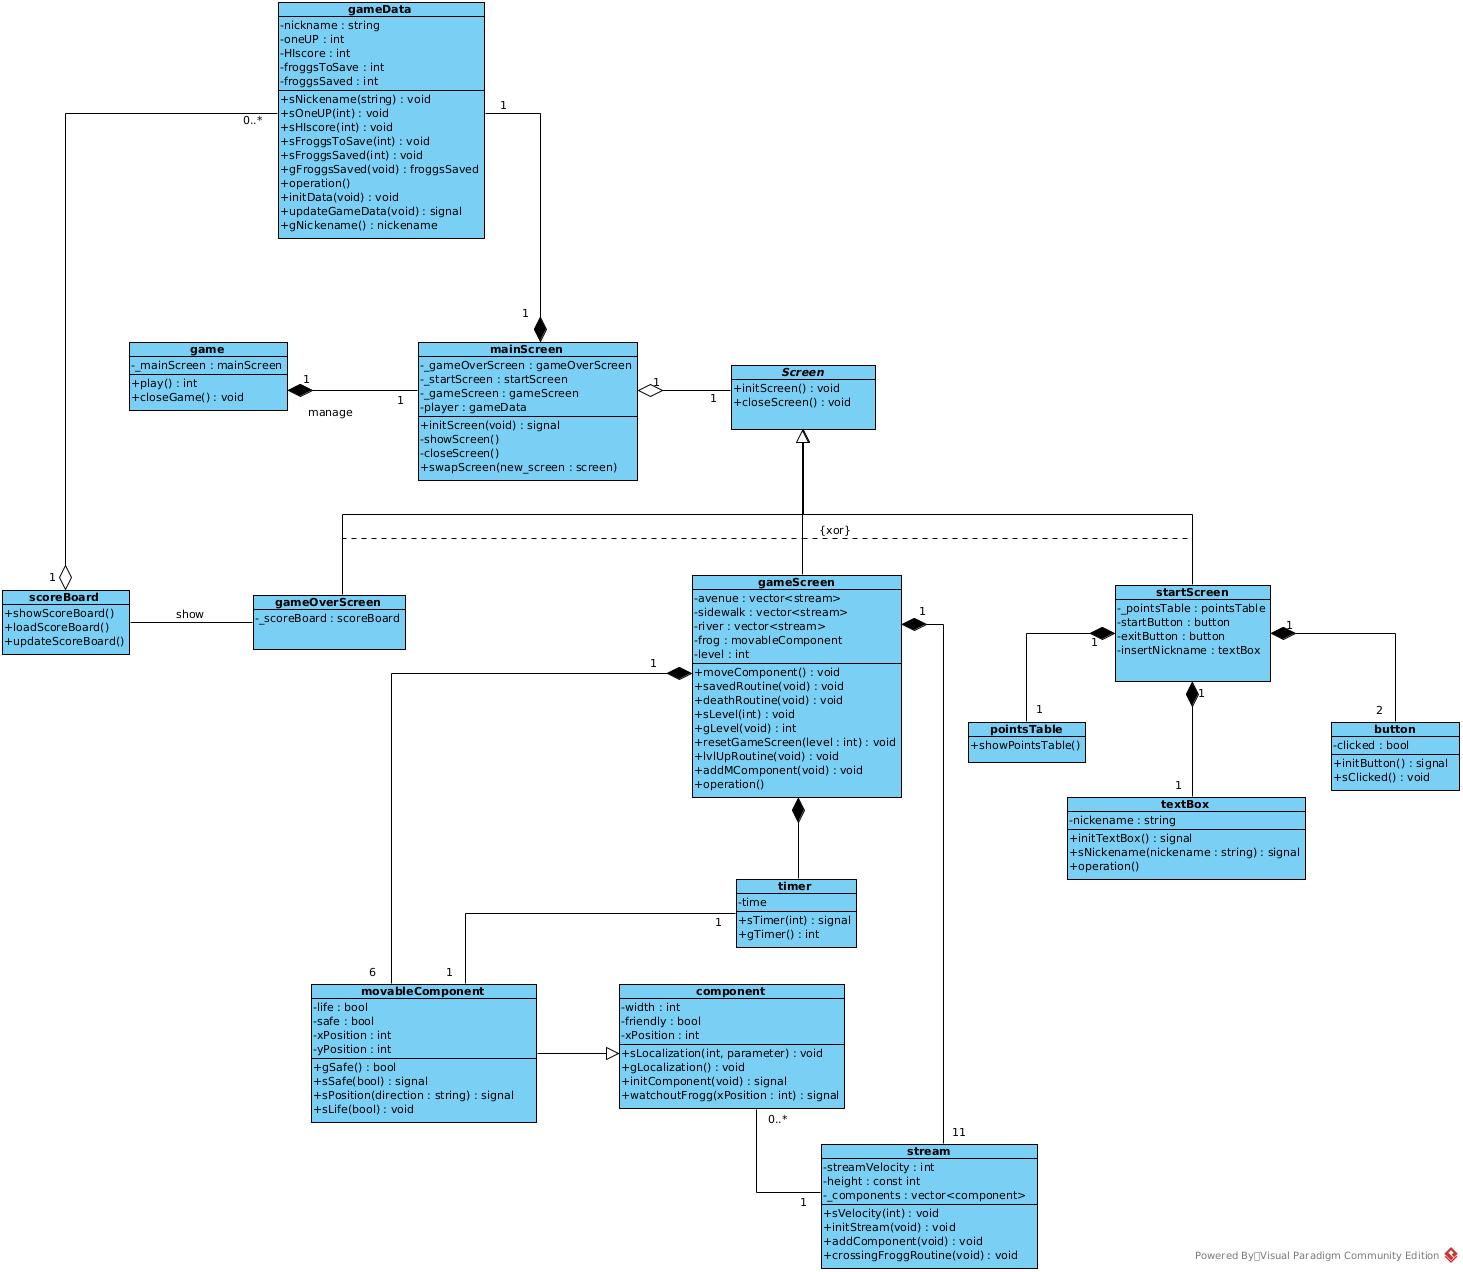 gameData
-nickname : string
-oneUP : int
-HIscore : int
-froggsToSave : int
-froggsSaved : int
+sNickename(string) : void
+sOneUP(int) : void
+sHIscore(int) : void
+sFroggsToSave(int) : void
+sFroggsSaved(int) : void
+gFroggsSaved(void) : froggsSaved
+operation()
+initData(void) : void
+updateGameData(void) : signal
+gNickename() : nickename
0..*
1
1
game
-_mainScreen : mainScreen
+play() : int
+closeGame() : void
1
manage
1
mainScreen
-_gameOverScreen : gameOverScreen
-_startScreen : startScreen
-_gameScreen : gameScreen
-player : gameData
+initScreen(void) : signal
-showScreen()
-closeScreen()
+swapScreen(new_screen : screen)
1
1
Screen
+initScreen() : void
+closeScreen() : void
{xor}
1
scoreBoard
+showScoreBoard()
+loadScoreBoard()
+updateScoreBoard()
show
gameOverScreen
-_scoreBoard : scoreBoard
gameScreen
-avenue : vector<stream>
-sidewalk : vector<stream>
-river : vector<stream>
-frog : movableComponent
-level : int
+moveComponent() : void
+savedRoutine(void) : void
+deathRoutine(void) : void
+sLevel(int) : void
+gLevel(void) : int
+resetGameScreen(level : int) : void
+lvlUpRoutine(void) : void
+addMComponent(void) : void
+operation()
1
1
startScreen
-_pointsTable : pointsTable
-startButton : button
-exitButton : button
-insertNickname : textBox
1
1
1
1
2
pointsTable
+showPointsTable()
button
-clicked : bool
+initButton() : signal
+sClicked() : void
1
textBox
-nickename : string
+initTextBox() : signal
+sNickename(nickename : string) : signal
+operation()
timer
-time
+sTimer(int) : signal
+gTimer() : int
1
6
1
movableComponent
-life : bool
-safe : bool
-xPosition : int
-yPosition : int
+gSafe() : bool
+sSafe(bool) : signal
+sPosition(direction : string) : signal
+sLife(bool) : void
component
-width : int
-friendly : bool
-xPosition : int
+sLocalization(int, parameter) : void
+gLocalization() : void
+initComponent(void) : signal
+watchoutFrogg(xPosition : int) : signal
0..*
11
1
stream
-streamVelocity : int
-height : const int
-_components : vector<component>
+sVelocity(int) : void
+initStream(void) : void
+addComponent(void) : void
+crossingFroggRoutine(void) : void
Powered By Visual Paradigm Community Edition